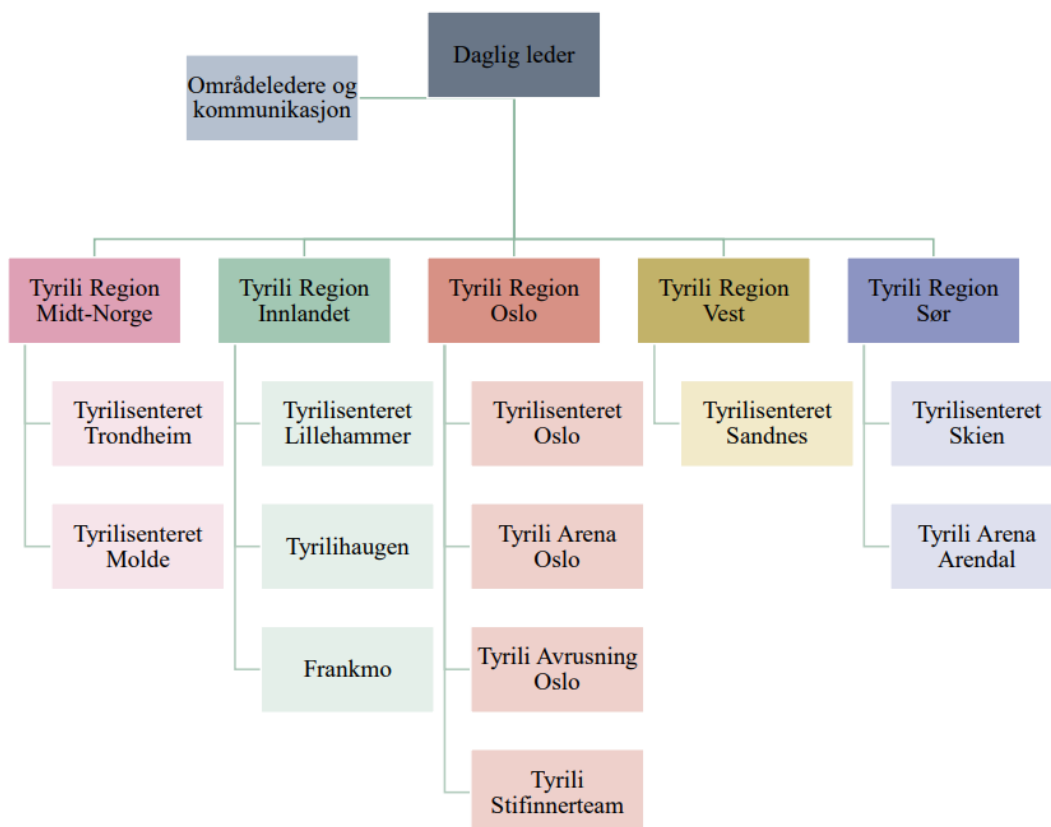 Daglig leder
Områdeledere og
kommunikasjon
Tyrili Region
Midt-Norge
Tyrili Region
Innlandet
Tyrili Region
Oslo
Tyrili Region
Vest
Tyrili Region
Sør
Tyrilisenteret
Trondheim
Tyrilisenteret
Lillehammer
Tyrilisenteret
Oslo
Tyrilisenteret
Sandnes
Tyrilisenteret
Skien
Tyrilisenteret
Molde
Tyrilihaugen
Tyrili Arena
Oslo
Tyrili Arena
Arendal
Frankmo
Tyrili Avrusning
Oslo
Tyrili
Stifinnerteam